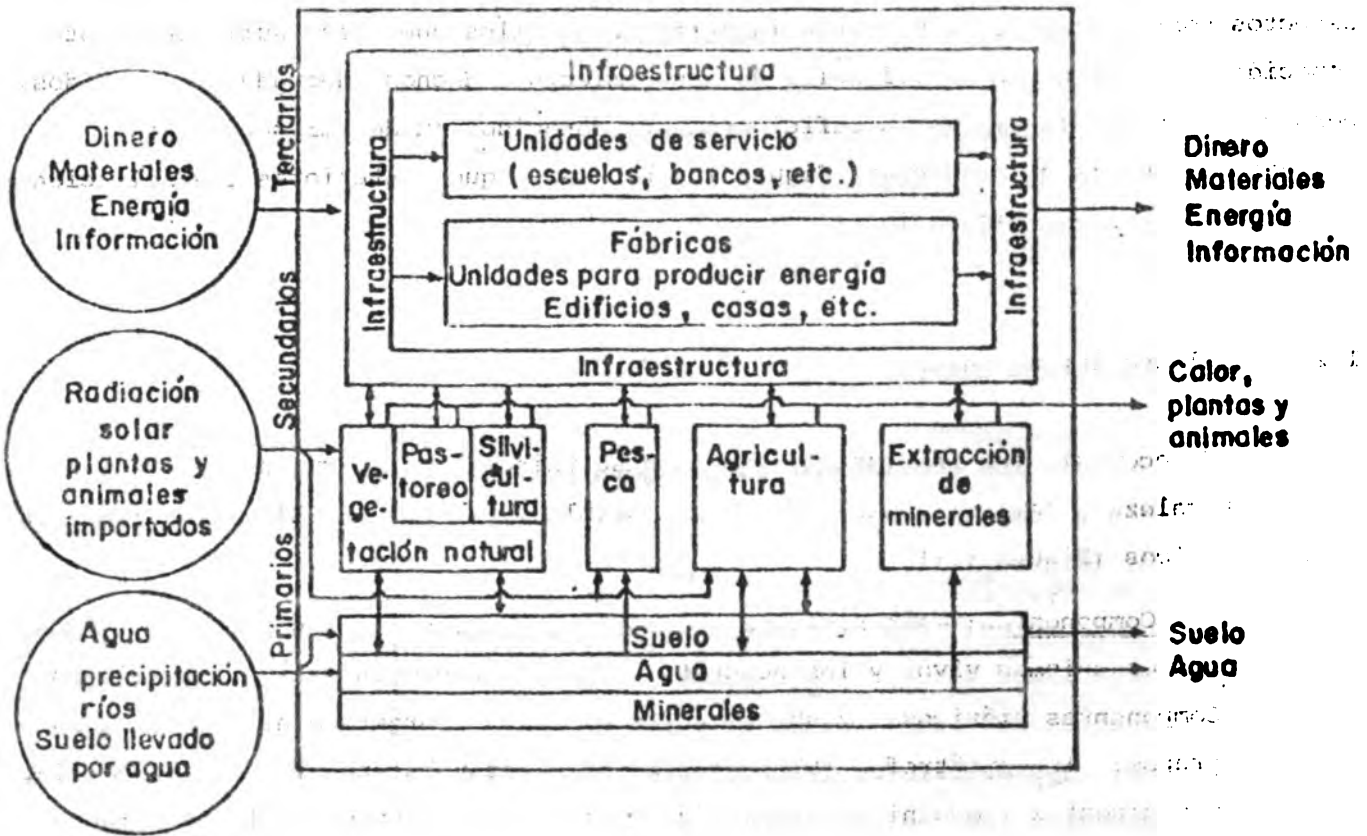 Dinero
Materiales
Energía
Información
Radiación
solar
plantas y
animales
importados
Agua
precipitación
ríos
Suelo llevado
por agua
Terciarios
Secundarios
Primarios
Infraestructura
Infraestructura
Unidades de servicio
(escuelas, bancos, etc.)
Fábricas
Unidades para producir energía
Edificios, casas, etc.
Infraestructura
Infraestructura
Ve-
ge-
tación natural
Pas-
toreo
Silvi-
cul-
tura
Pes-
ca
Agricul-
tura
Extracción
de
minerales
Suelo
Agua
Minerales
Dinero
Materiales
Energía
Información
Calor,
plantas y
animales
Suelo
Agua